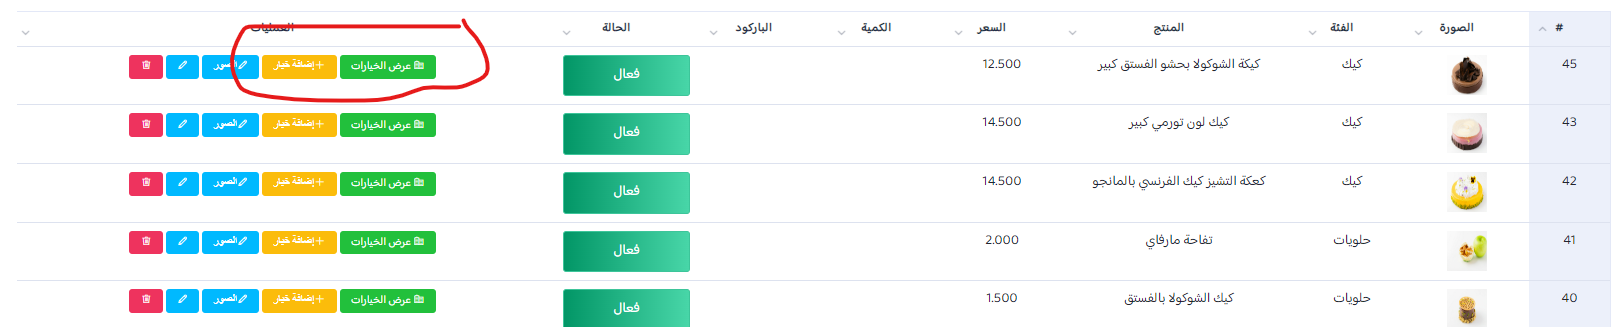 # الصورة الفئة المنتج السعر الكمية الباركود الحالة العمليات
45 كيك كيكة الشوكولا بحشو الفستق كبير 12.500 فعال عرض الخيارات إضافة خيار الصور
43 كيك كيك لون تورمي كبير 14.500 فعال عرض الخيارات إضافة خيار الصور
42 كيك كعكة التشيز كيك الفرنسي بالمانجو 14.500 فعال عرض الخيارات إضافة خيار الصور
41 حلويات تفاحة مارفاي 2.000 فعال عرض الخيارات إضافة خيار الصور
40 حلويات كيك الشوكولا بالفستق 1.500 فعال عرض الخيارات إضافة خيار الصور